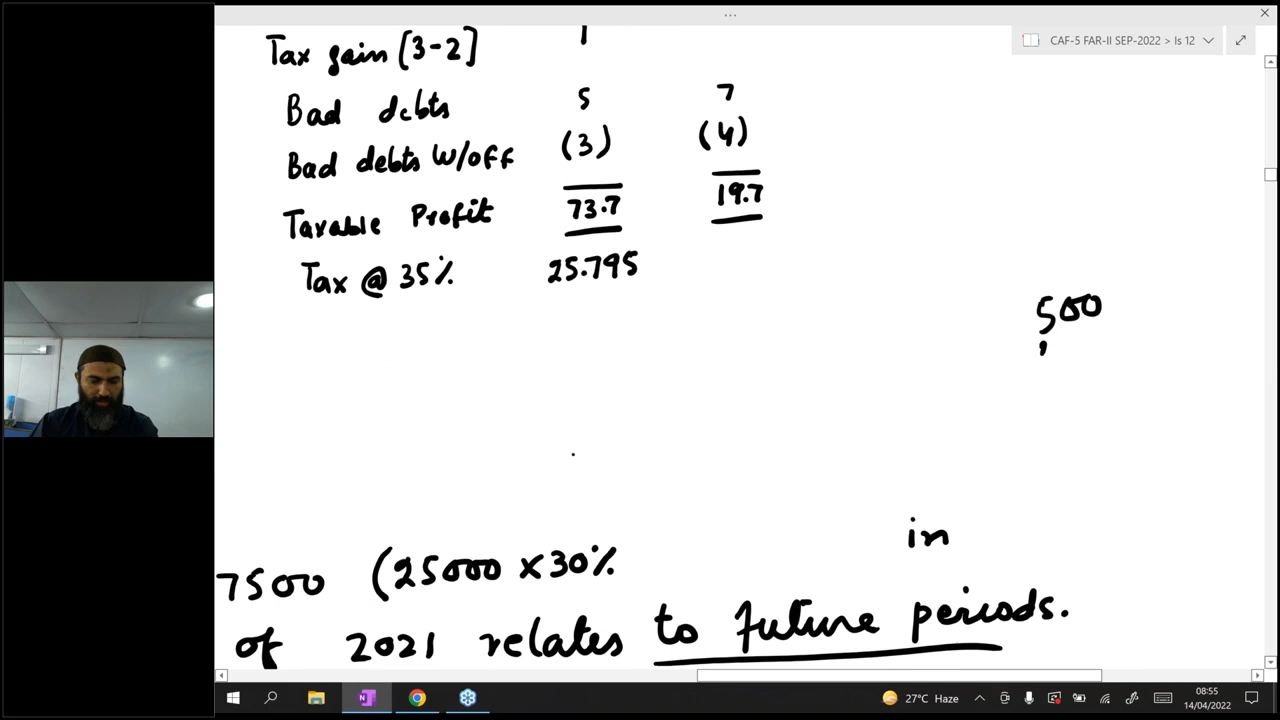 CAF-5 FAR-II SEP-2022 > Is 12
Tax gain [3-2] 1
Bad debts 5 7
Bad debts w/off (3) (4)
Taxable Profit 73.7 19.7
Tax @ 35% 25.795
500
in
7500 (25000 x 30%
of 2021 relates to future periods.
27°C Haze
08:55
14/04/2022